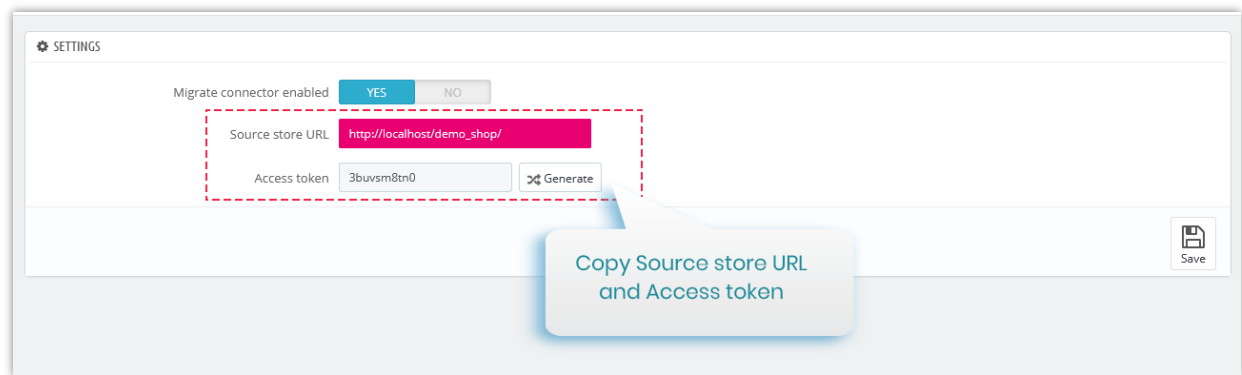 SETTINGS
Migrate connector enabled YES NO
Source store URL http://localhost/demo_shop/
Access token 3buvsm8tn0 Generate
Save
Copy Source store URL
and Access token